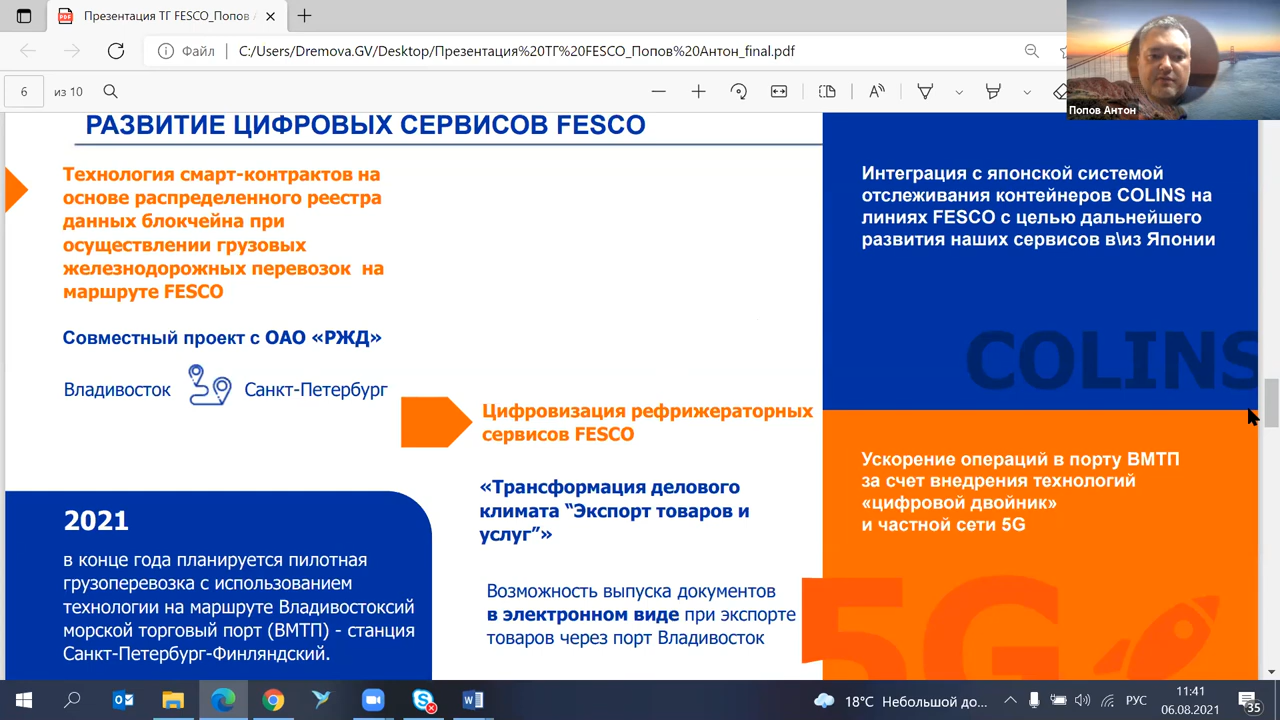 Презентация ТГ FESCO_Попов
Файл
C:/Users/Dremova.GV/Desktop/Презентация%20ТГ%20FESCO_Попов%20Антон_final.pdf
6
из 10
Попов Антон
РАЗВИТИЕ ЦИФРОВЫХ СЕРВИСОВ FESCO
Технология смарт-контрактов на
основе распределенного реестра
данных блокчейна при
осуществлении грузовых
железнодорожных перевозок на
маршруте FESCO
Совместный проект с ОАО «РЖД»
Владивосток
Санкт-Петербург
2021
в конце года планируется пилотная
грузоперевозка с использованием
технологии на маршруте Владивостоксий
морской торговый порт (ВМТП) - станция
Санкт-Петербург-Финляндский.
Цифровизация рефрижераторных
сервисов FESCO
«Трансформация делового
климата “Экспорт товаров и
услуг”»
Возможность выпуска документов
в электронном виде при экспорте
товаров через порт Владивосток
Интеграция с японской системой
отслеживания контейнеров COLINS на
линиях FESCO с целью дальнейшего
развития наших сервисов в\из Японии
COLINS
Ускорение операций в порту ВМТП
за счет внедрения технологий
«цифровой двойник»
и частной сети 5G
5G
18°C Небольшой до...
РУС
11:41
06.08.2021
35